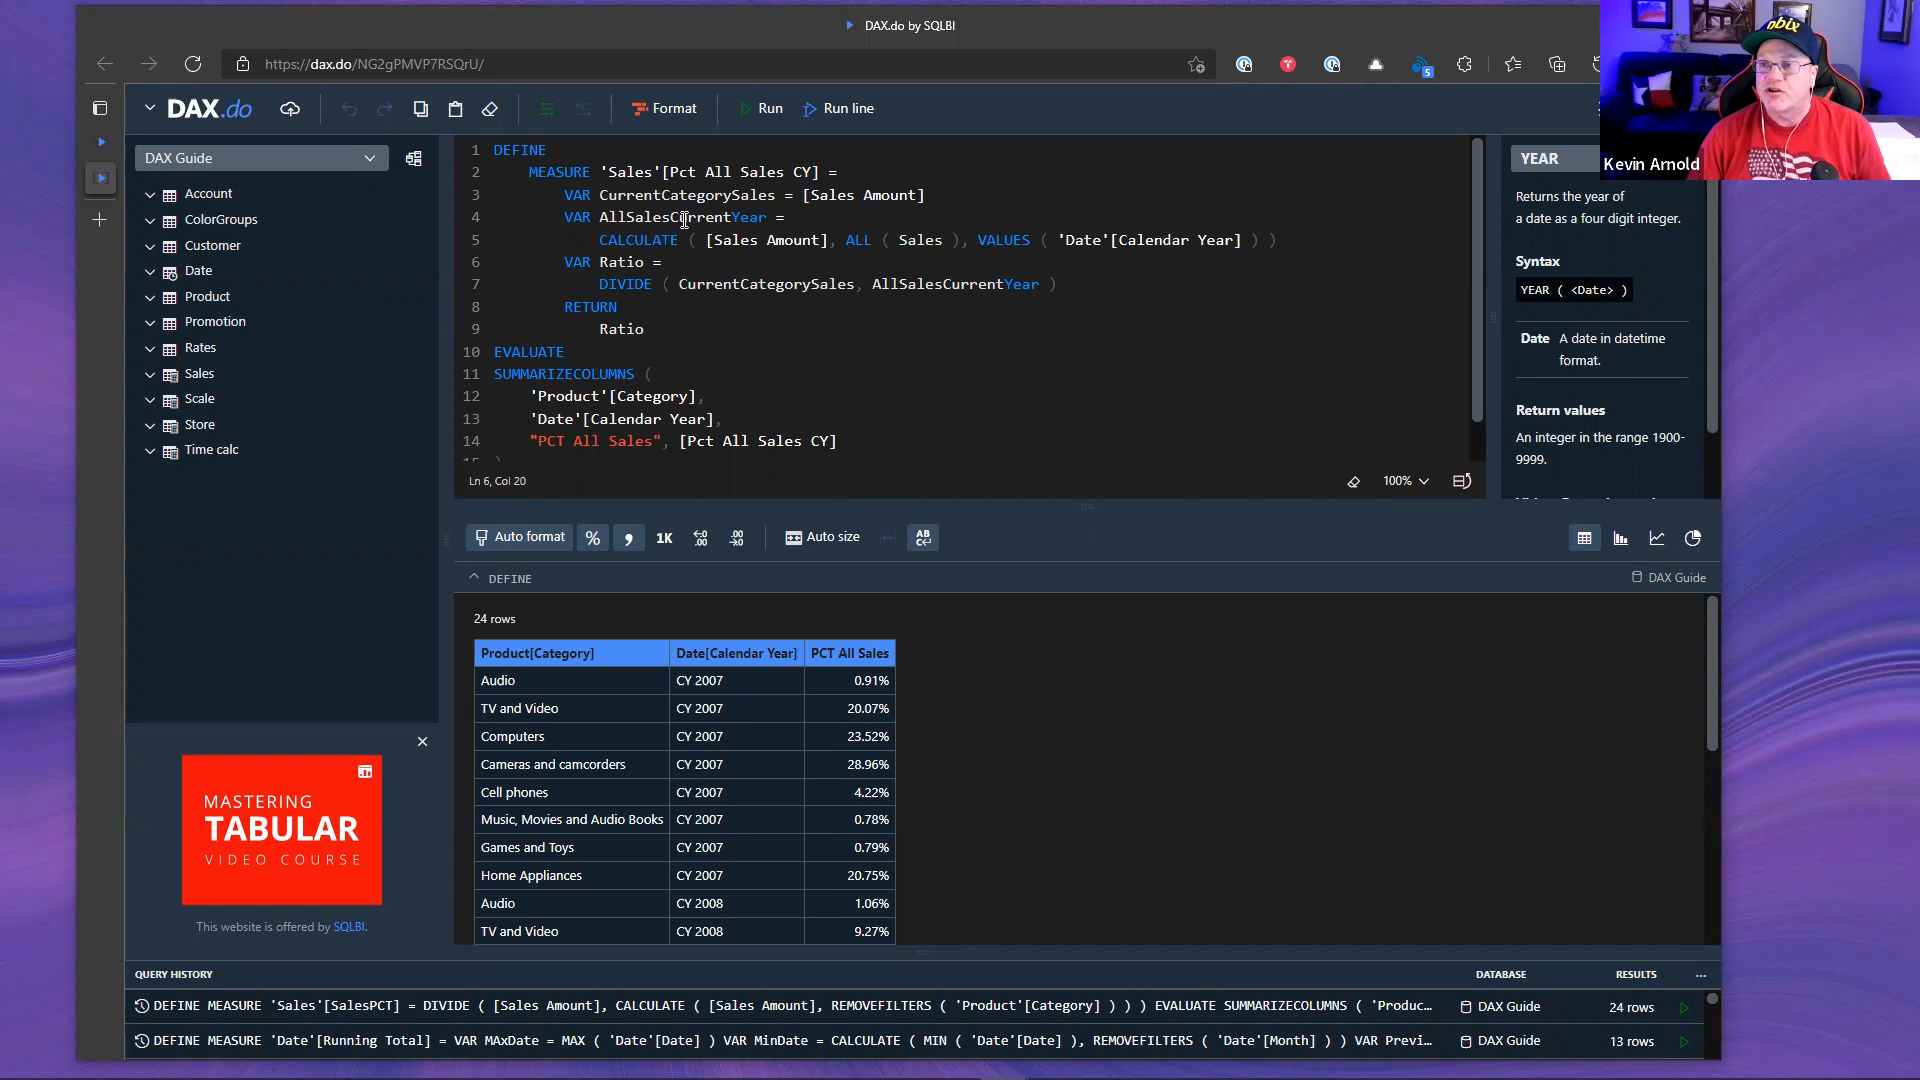 DAX.do by SQLBI
https://dax.do/NG2gPMVP7RSQrU/
5
nbix
Kevin Arnold
DAX.do
Format
Run
Run line
DAX Guide
Account
ColorGroups
Customer
Date
Product
Promotion
Rates
Sales
Scale
Store
Time calc
1 DEFINE
2 MEASURE 'Sales'[Pct All Sales CY] =
3 VAR CurrentCategorySales = [Sales Amount]
4 VAR AllSalesCurrentYear =
5 CALCULATE ( [Sales Amount], ALL ( Sales ), VALUES ( 'Date'[Calendar Year] ) )
6 VAR Ratio =
7 DIVIDE ( CurrentCategorySales, AllSalesCurrentYear )
8 RETURN
9 Ratio
10 EVALUATE
11 SUMMARIZECOLUMNS (
12 'Product'[Category],
13 'Date'[Calendar Year],
14 "PCT All Sales", [Pct All Sales CY]
15 )
Ln 6, Col 20
100%
YEAR
Returns the year of
a date as a four digit integer.
Syntax
YEAR ( <Date> )
Date A date in datetime
format.
Return values
An integer in the range 1900-
9999.
Auto format
%
,
1K
Auto size
DEFINE
DAX Guide
24 rows
Product[Category] Date[Calendar Year] PCT All Sales
Audio CY 2007 0.91%
TV and Video CY 2007 20.07%
Computers CY 2007 23.52%
Cameras and camcorders CY 2007 28.96%
Cell phones CY 2007 4.22%
Music, Movies and Audio Books CY 2007 0.78%
Games and Toys CY 2007 0.79%
Home Appliances CY 2007 20.75%
Audio CY 2008 1.06%
TV and Video CY 2008 9.27%
MASTERING
TABULAR
VIDEO COURSE
This website is offered by SQLBI.
QUERY HISTORY DATABASE RESULTS ...
DEFINE MEASURE 'Sales'[SalesPCT] = DIVIDE ( [Sales Amount], CALCULATE ( [Sales Amount], REMOVEFILTERS ( 'Product'[Category] ) ) ) EVALUATE SUMMARIZECOLUMNS ( 'Produc... DAX Guide 24 rows
DEFINE MEASURE 'Date'[Running Total] = VAR MAxDate = MAX ( 'Date'[Date] ) VAR MinDate = CALCULATE ( MIN ( 'Date'[Date] ), REMOVEFILTERS ( 'Date'[Month] ) ) VAR Previ... DAX Guide 13 rows